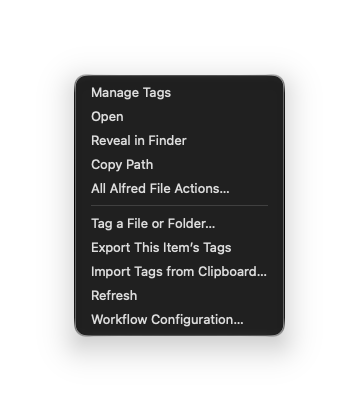 Manage Tags
Open
Reveal in Finder
Copy Path
All Alfred File Actions...
Tag a File or Folder...
Export This Item’s Tags
Import Tags from Clipboard...
Refresh
Workflow Configuration...